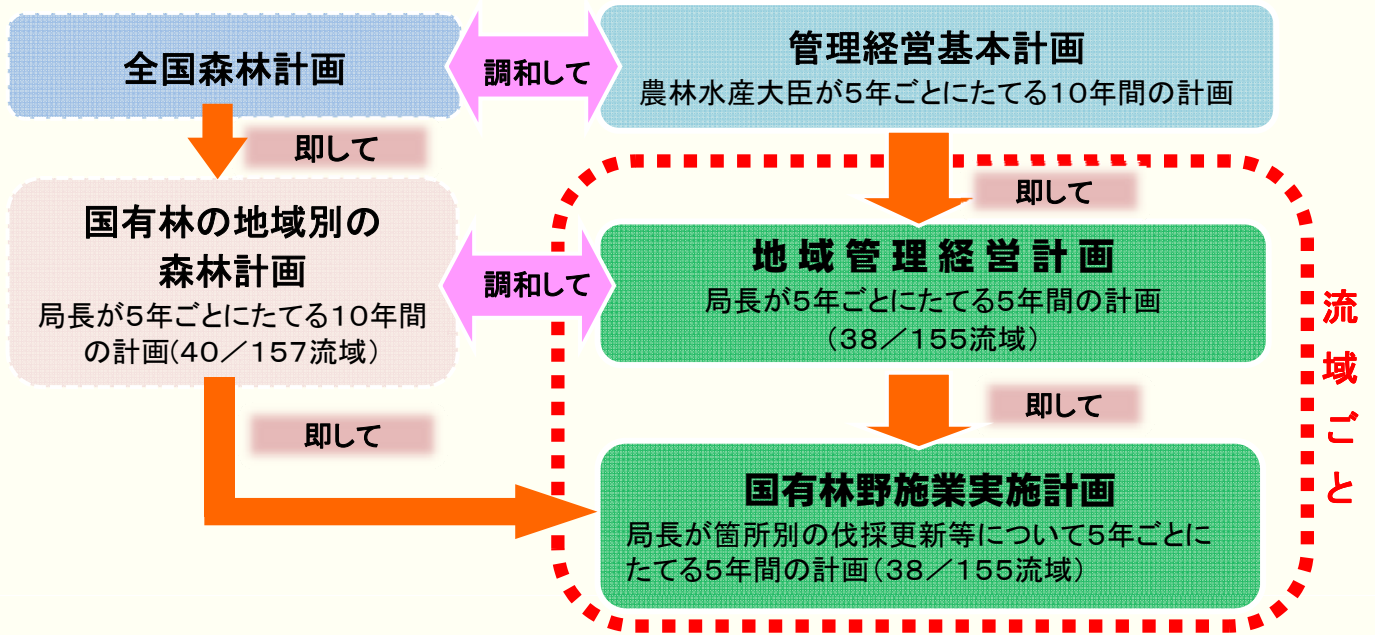 全国森林計画
調和して
管理経営基本計画
農林水産大臣が5年ごとにたてる10年間の計画
即して
即して
国有林の地域別の
森林計画
局長が5年ごとにたてる10年間
の計画(40／157流域)
調和して
地域管理経営計画
局長が5年ごとにたてる5年間の計画
(38／155流域)
流域ごと
即して
即して
国有林野施業実施計画
局長が箇所別の伐採更新等について5年ごとに
たてる5年間の計画(38／155流域)